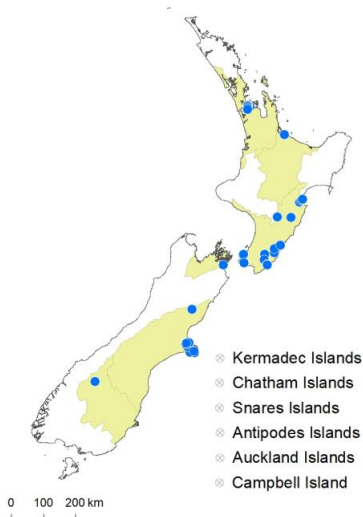 Kermadec Islands
Chatham Islands
Snares Islands
Antipodes Islands
Auckland Islands
Campbell Island
0 100 200 km